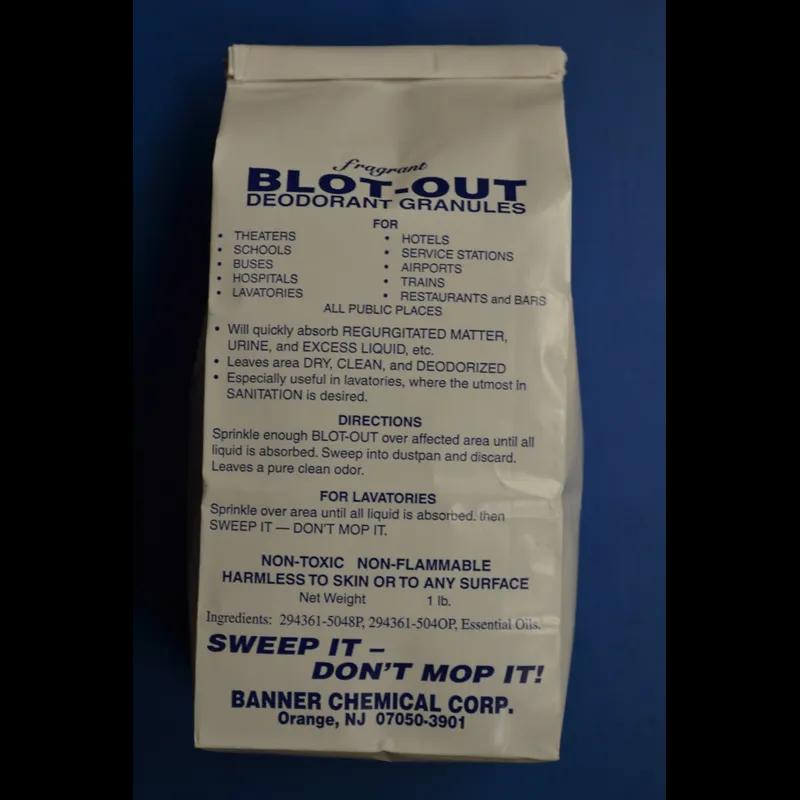 fragrant
BLOT-OUT
DEODORANT GRANULES
FOR
• THEATERS
• SCHOOLS
• BUSES
• HOSPITALS
• LAVATORIES
• HOTELS
• SERVICE STATIONS
• AIRPORTS
• TRAINS
• RESTAURANTS and BARS
ALL PUBLIC PLACES
• Will quickly absorb REGURGITATED MATTER,
URINE, and EXCESS LIQUID, etc.
• Leaves area DRY, CLEAN, and DEODORIZED
• Especially useful in lavatories, where the utmost in
SANITATION is desired.
DIRECTIONS
Sprinkle enough BLOT-OUT over affected area until all
liquid is absorbed. Sweep into dustpan and discard.
Leaves a pure clean odor.
FOR LAVATORIES
Sprinkle over area until all liquid is absorbed. then
SWEEP IT — DON'T MOP IT.
NON-TOXIC NON-FLAMMABLE
HARMLESS TO SKIN OR TO ANY SURFACE
Net Weight 1 lb.
Ingredients: 294361-5048P, 294361-504OP, Essential Oils.
SWEEP IT –
DON'T MOP IT!
BANNER CHEMICAL CORP.
Orange, NJ 07050-3901